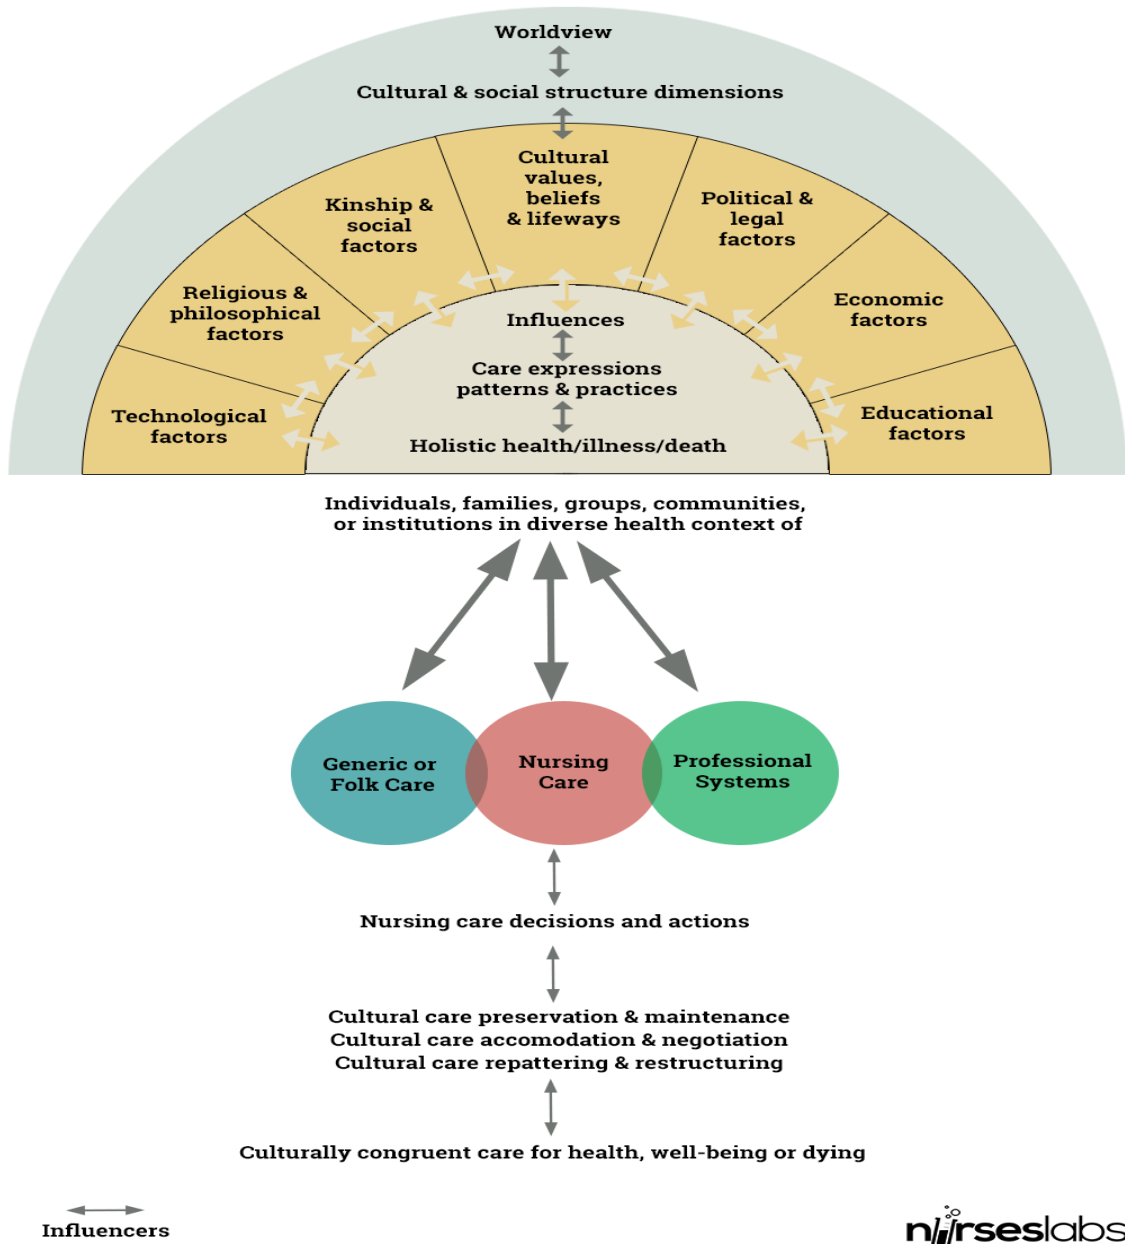 Worldview
Cultural & social structure dimensions
Cultural
values,
beliefs
& lifeways
Kinship &
social
factors
Political &
legal
factors
Religious &
philosophical
factors
Economic
factors
Technological
factors
Educational
factors
Influences
Care expressions
patterns & practices
Holistic health/illness/death
Individuals, families, groups, communities,
or institutions in diverse health context of
Generic or
Folk Care
Nursing
Care
Professional
Systems
Nursing care decisions and actions
Cultural care preservation & maintenance
Cultural care accomodation & negotiation
Cultural care repattering & restructuring
Culturally congruent care for health, well-being or dying
Influencers
nurseslabs